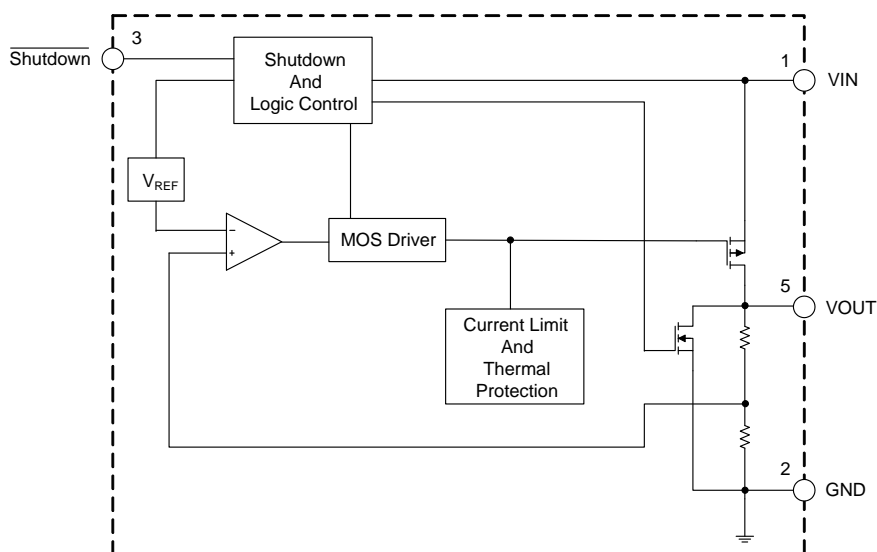 3
Shutdown
Shutdown
And
Logic Control
1
VIN
VREF
−
+
MOS Driver
5
VOUT
Current Limit
And
Thermal
Protection
2
GND